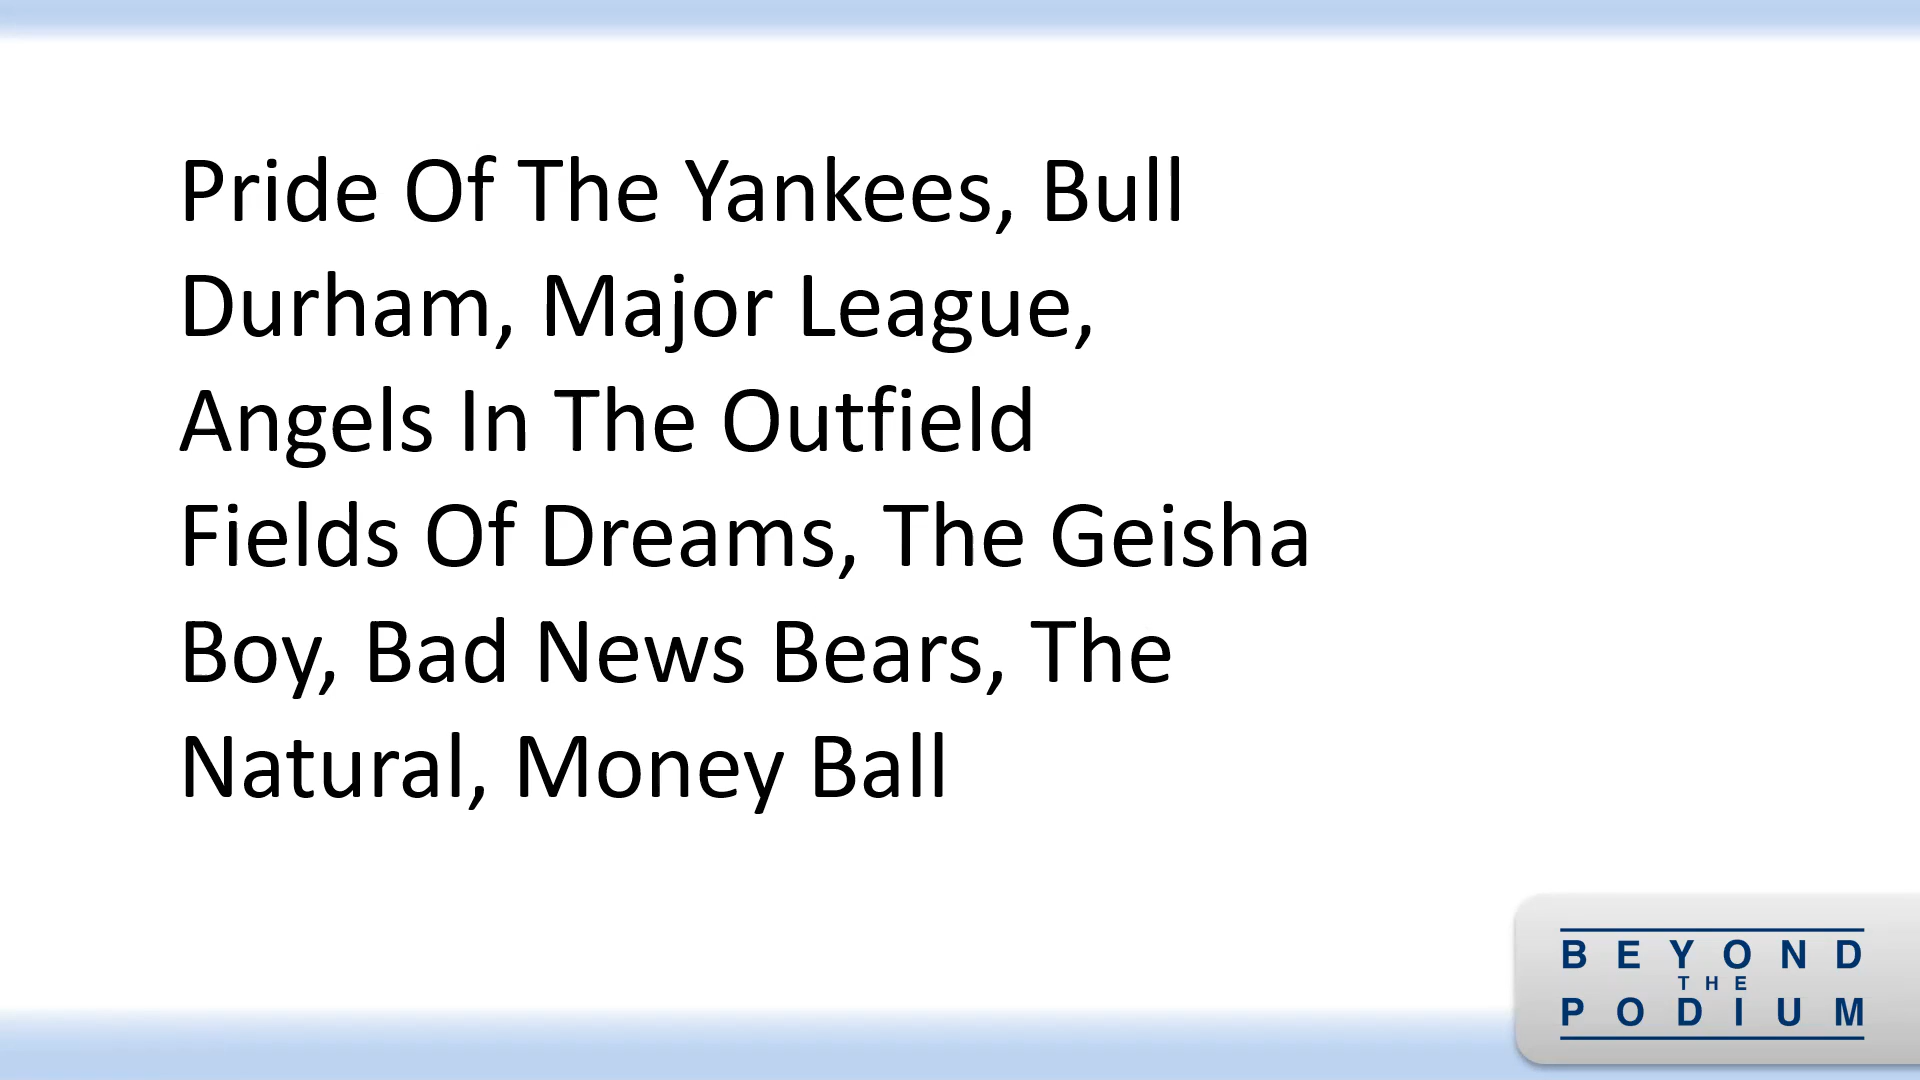 Pride Of The Yankees, Bull
Durham, Major League,
Angels In The Outfield
Fields Of Dreams, The Geisha
Boy, Bad News Bears, The
Natural, Money Ball
BEYOND
THE
PODIUM